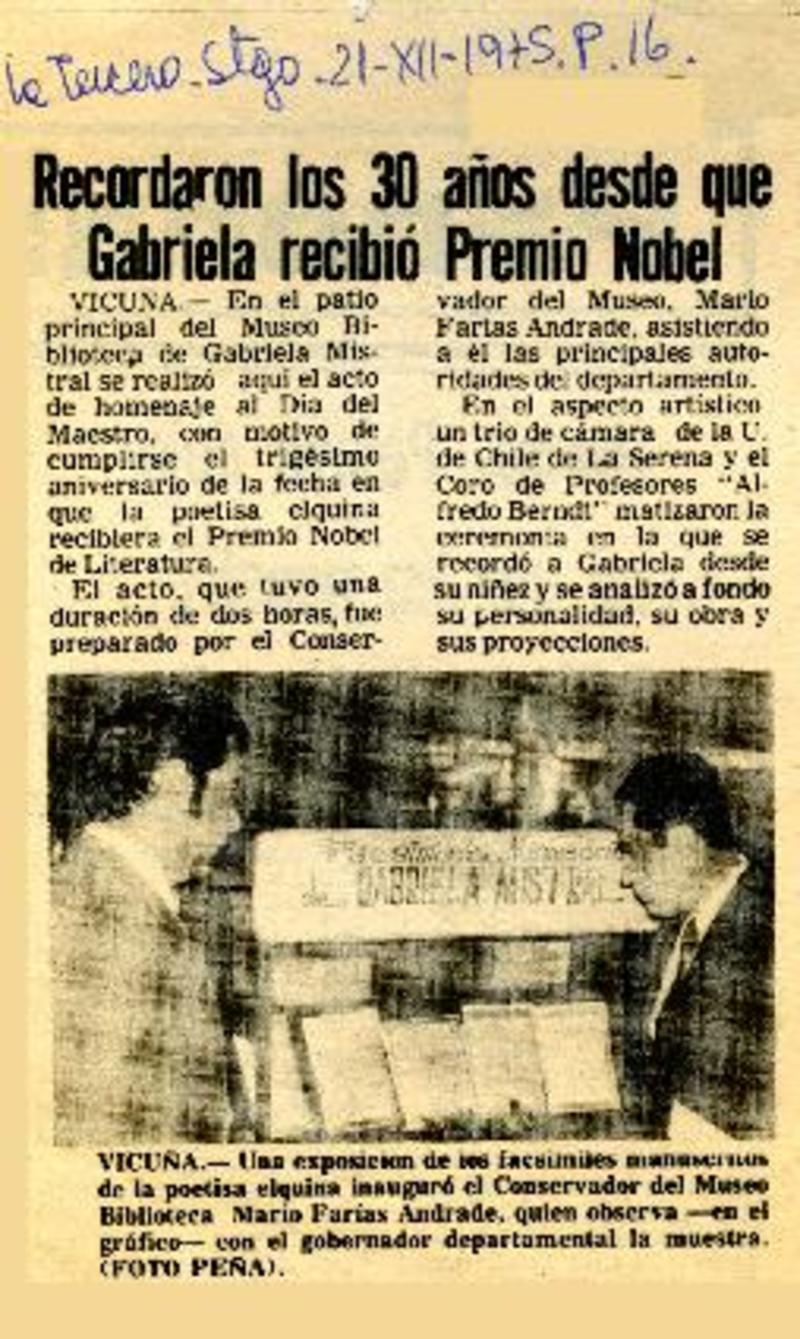 La Tercera. Stgo. 21-XII-1975. P. 16.
Recordaron los 30 años desde que
Gabriela recibió Premio Nobel
VICUÑA.— En el patio
principal del Museo Bi-
blioteca de Gabriela Mis-
tral se realizó aquí el acto
de homenaje al Día del
Maestro, con motivo de
cumplirse el trigésimo
aniversario de la fecha en
que la poetisa elquina
recibiera el Premio Nobel
de Literatura.
El acto, que tuvo una
duración de dos horas, fue
preparado por el Conser-
vador del Museo, Mario
Farías Andrade, asistiendo
a él las principales auto-
ridades del departamento.
En el aspecto artístico
un trío de cámara de la U.
de Chile de La Serena y el
Coro de Profesores "Al-
fredo Berndt" matizaron la
ceremonia en la que se
recordó a Gabriela desde
su niñez y se analizó a fondo
su personalidad, su obra y
sus proyecciones.
GABRIELA MISTRAL
VICUÑA.— Una exposición de los facsímiles manuscritos
de la poetisa elquina inauguró el Conservador del Museo
Biblioteca Mario Farías Andrade, quien observa —en el
gráfico— con el gobernador departamental la muestra.
(FOTO PEÑA).